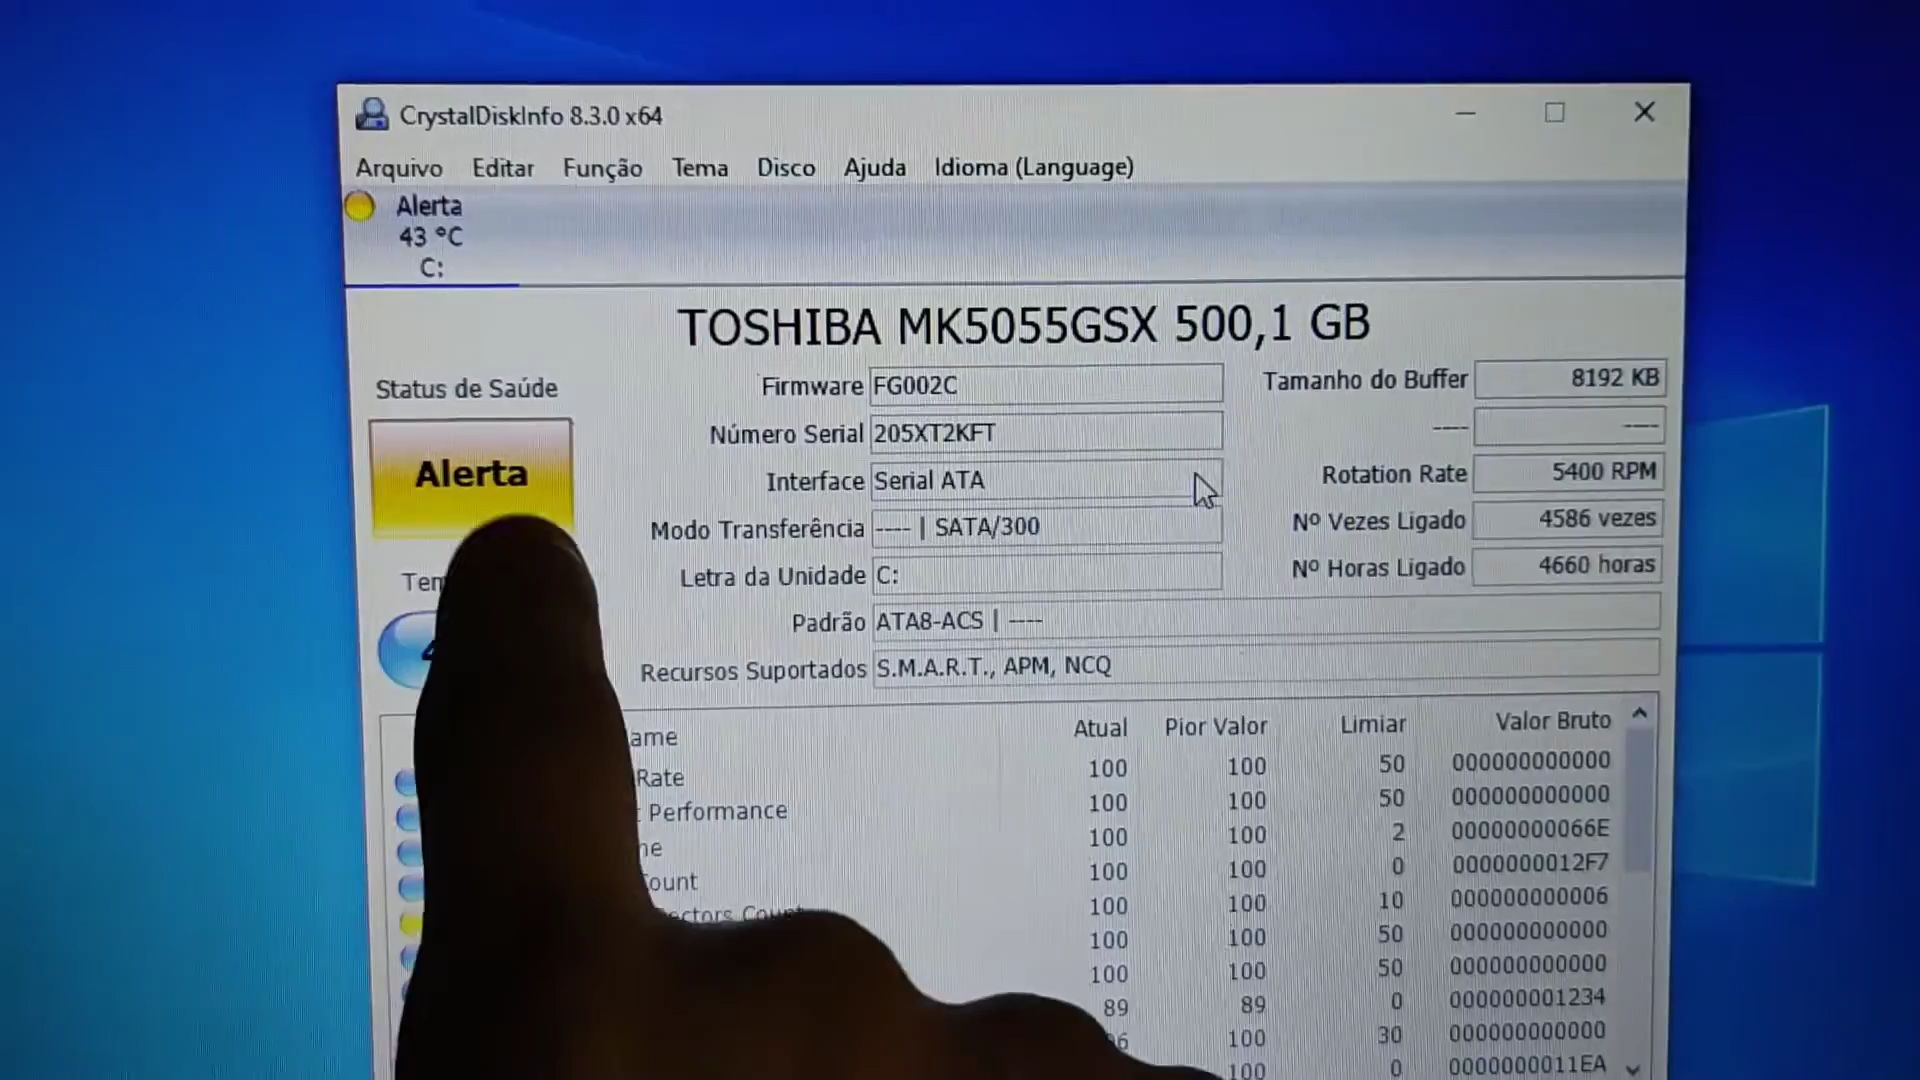 CrystalDiskInfo 8.3.0 x64
Arquivo Editar Função Tema Disco Ajuda Idioma (Language)
Alerta
43 °C
C:
TOSHIBA MK5055GSX 500,1 GB
Status de Saúde
Alerta
Firmware FG002C
Número Serial 205XT2KFT
Interface Serial ATA
Modo Transferência ---- | SATA/300
Letra da Unidade C:
Padrão ATA8-ACS | ----
Recursos Suportados S.M.A.R.T., APM, NCQ
Tamanho do Buffer 8192 KB
---- ----
Rotation Rate 5400 RPM
Nº Vezes Ligado 4586 vezes
Nº Horas Ligado 4660 horas
Atual Pior Valor Limiar Valor Bruto
Rate 100 100 50 000000000000
Performance 100 100 50 000000000000
100 100 2 00000000066E
100 100 0 0000000012F7
100 100 10 000000000006
100 100 50 000000000000
100 100 50 000000000000
89 89 0 000000001234
100 30 000000000000
100 0 0000000011EA